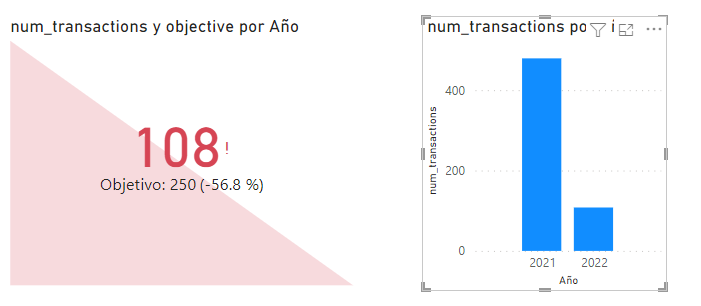 num_transactions y objective por Año
108!
Objetivo: 250 (-56.8 %)
num_transactions po
400
200
0
num_transactions
2021
2022
Año